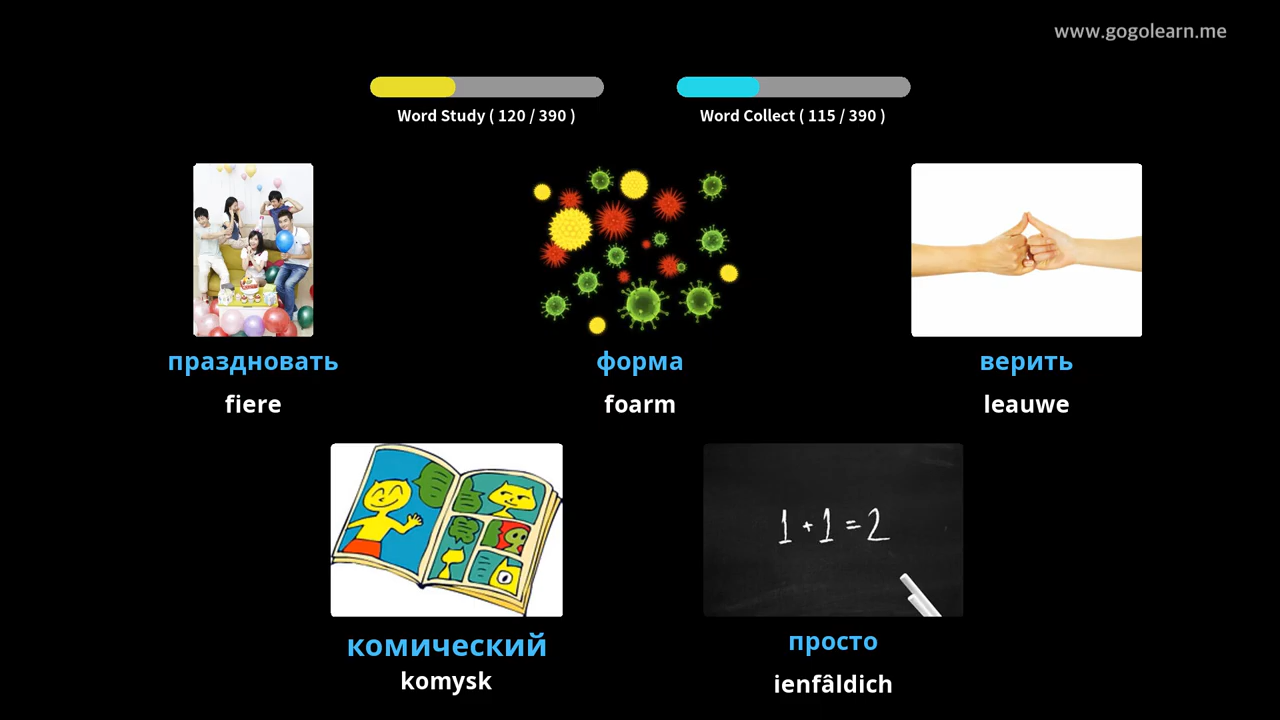 www.gogolearn.me
Word Study ( 120 / 390 )
Word Collect ( 115 / 390 )
праздновать
fiere
форма
foarm
верить
leauwe
комический
komysk
1 + 1 = 2
просто
ienfâldich